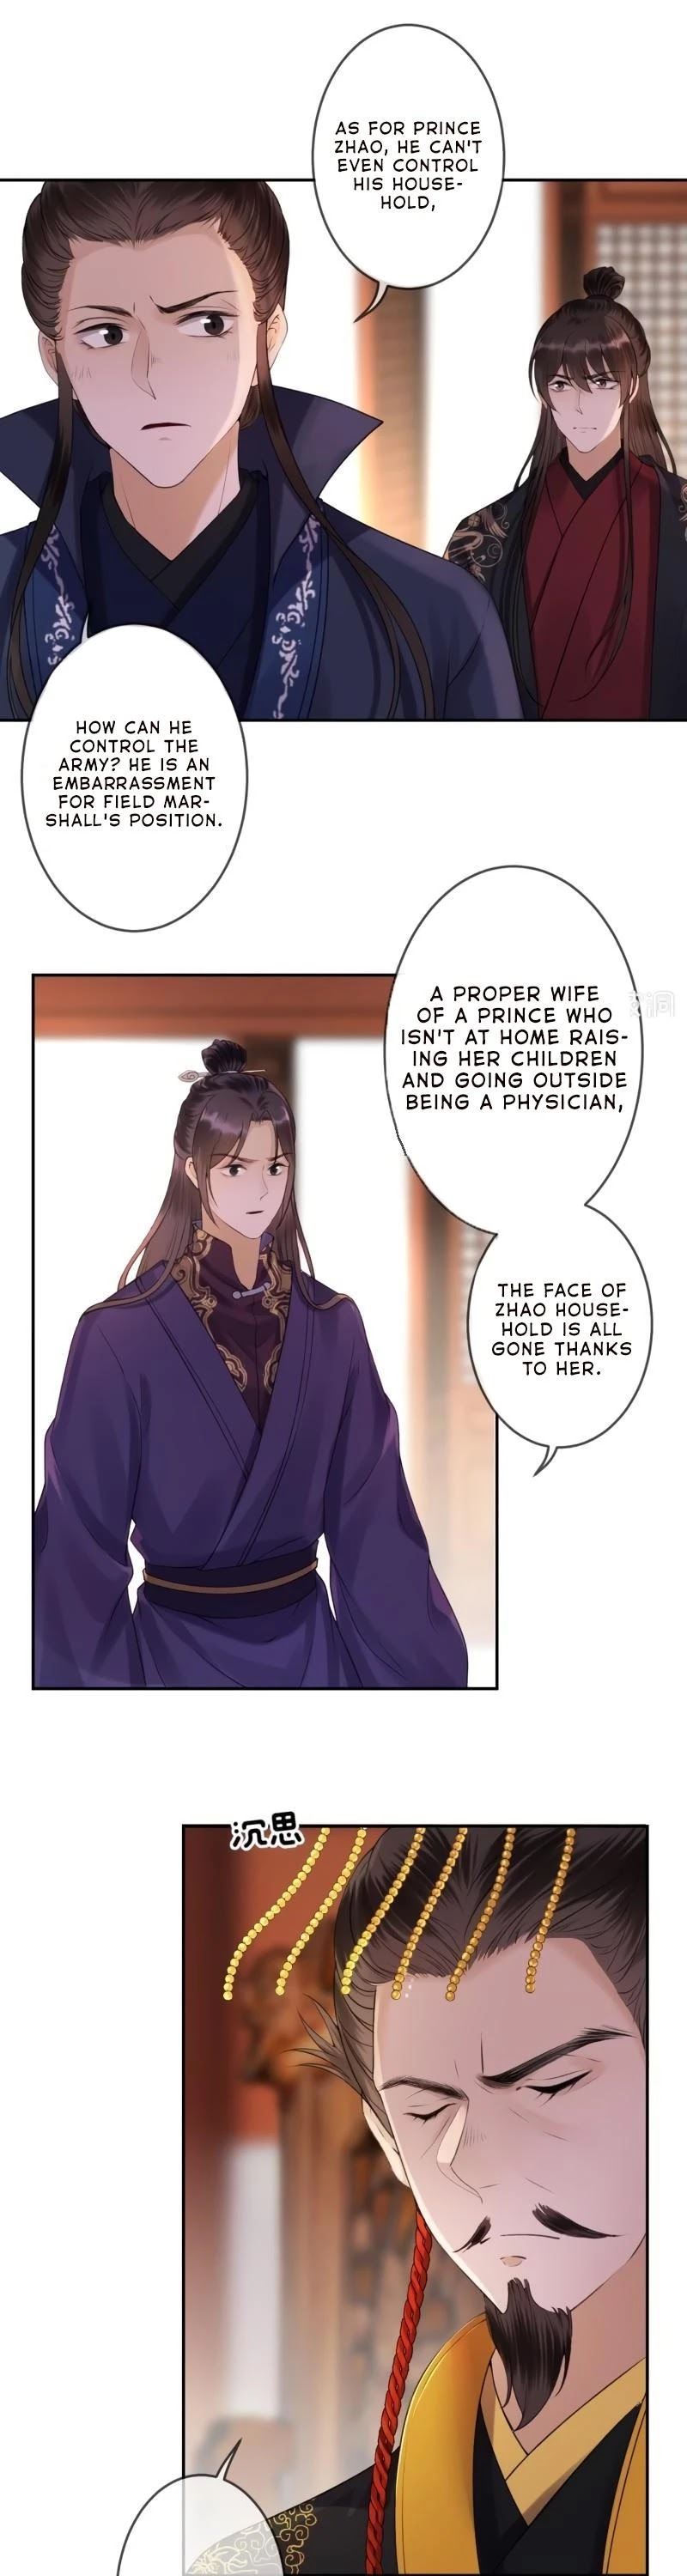 AS FOR PRINCE
ZHAO, HE CAN'T
EVEN CONTROL
HIS HOUSE-
HOLD,
HOW CAN HE
CONTROL THE
ARMY? HE IS AN
EMBARRASSMENT
FOR FIELD MAR-
SHALL'S POSITION.
A PROPER WIFE
OF A PRINCE WHO
ISN'T AT HOME RAIS-
ING HER CHILDREN
AND GOING OUTSIDE
BEING A PHYSICIAN,
THE FACE OF
ZHAO HOUSE-
HOLD IS ALL
GONE THANKS
TO HER.
沉思